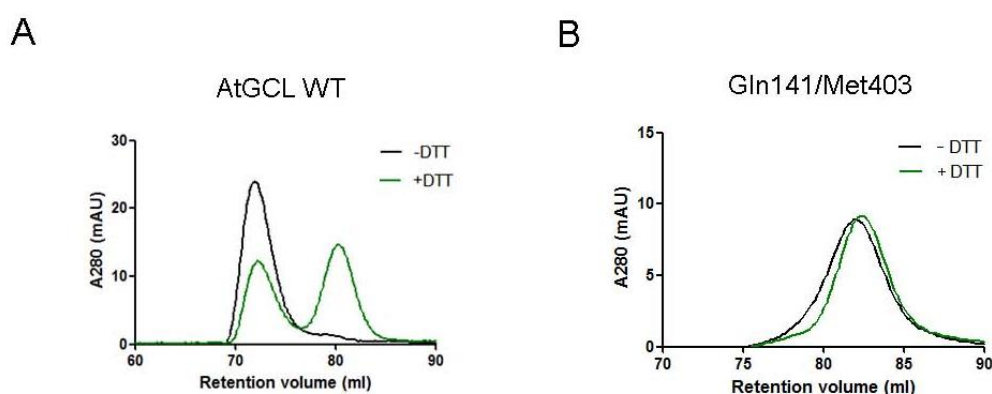 A
AtGCL WT
30
20
10
0
A280 (mAU)
-DTT
+DTT
60
70
80
90
Retention volume (ml)
B
Gln141/Met403
15
10
5
0
A280 (mAU)
- DTT
+ DTT
70
75
80
85
90
Retention volume (ml)